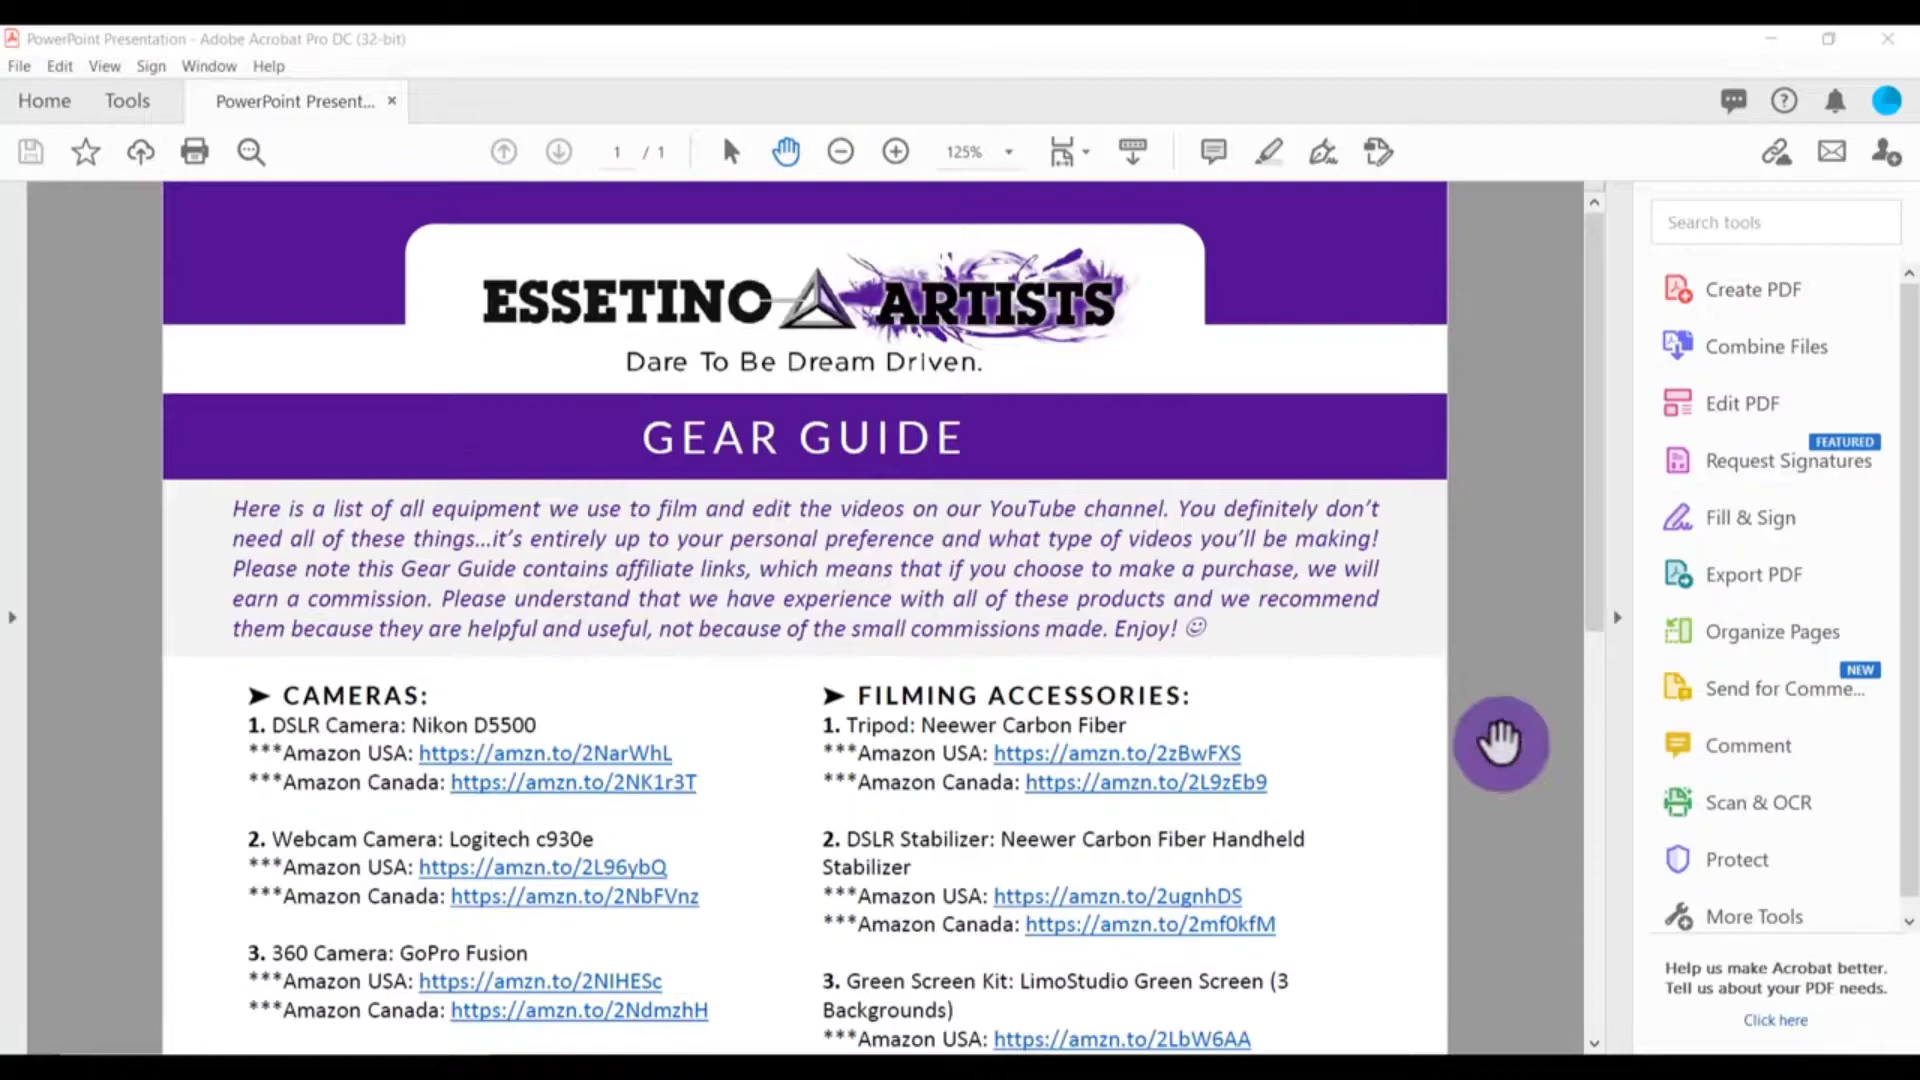 PowerPoint Presentation - Adobe Acrobat Pro DC (32-bit)
File Edit View Sign Window Help
Home Tools PowerPoint Present... ×
1 / 1 125%
ESSETINO ARTISTS
Dare To Be Dream Driven.
GEAR GUIDE
Here is a list of all equipment we use to film and edit the videos on our YouTube channel. You definitely don't
need all of these things...it's entirely up to your personal preference and what type of videos you'll be making!
Please note this Gear Guide contains affiliate links, which means that if you choose to make a purchase, we will
earn a commission. Please understand that we have experience with all of these products and we recommend
them because they are helpful and useful, not because of the small commissions made. Enjoy! ☺
➤ CAMERAS:
1. DSLR Camera: Nikon D5500
***Amazon USA: https://amzn.to/2NarWhL
***Amazon Canada: https://amzn.to/2NK1r3T
2. Webcam Camera: Logitech c930e
***Amazon USA: https://amzn.to/2L96ybQ
***Amazon Canada: https://amzn.to/2NbFVnz
3. 360 Camera: GoPro Fusion
***Amazon USA: https://amzn.to/2NIHESc
***Amazon Canada: https://amzn.to/2NdmzhH
➤ FILMING ACCESSORIES:
1. Tripod: Neewer Carbon Fiber
***Amazon USA: https://amzn.to/2zBwFXS
***Amazon Canada: https://amzn.to/2L9zEb9
2. DSLR Stabilizer: Neewer Carbon Fiber Handheld
Stabilizer
***Amazon USA: https://amzn.to/2ugnhDS
***Amazon Canada: https://amzn.to/2mf0kfM
3. Green Screen Kit: LimoStudio Green Screen (3
Backgrounds)
***Amazon USA: https://amzn.to/2LbW6AA
Search tools
Create PDF
Combine Files
Edit PDF
FEATURED
Request Signatures
Fill & Sign
Export PDF
Organize Pages
NEW
Send for Comme...
Comment
Scan & OCR
Protect
More Tools
Help us make Acrobat better.
Tell us about your PDF needs.
Click here